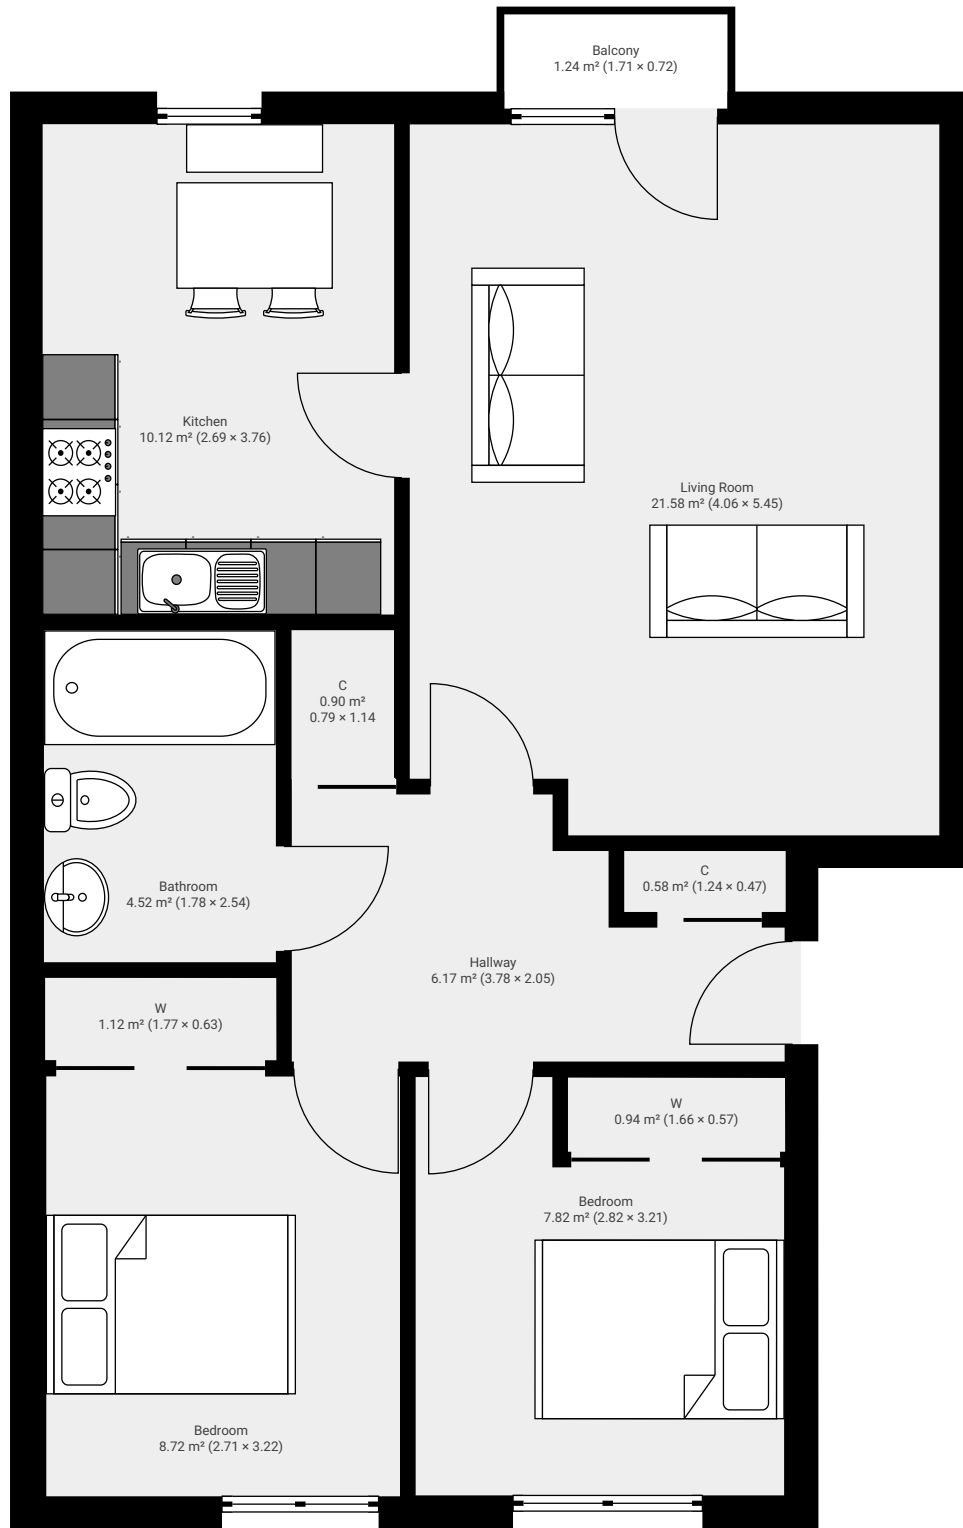 Balcony
1.24 m² (1.71 × 0.72)
Kitchen
10.12 m² (2.69 × 3.76)
Living Room
21.58 m² (4.06 × 5.45)
C
0.90 m²
0.79 × 1.14
C
0.58 m² (1.24 × 0.47)
Bathroom
4.52 m² (1.78 × 2.54)
Hallway
6.17 m² (3.78 × 2.05)
W
1.12 m² (1.77 × 0.63)
W
0.94 m² (1.66 × 0.57)
Bedroom
7.82 m² (2.82 × 3.21)
Bedroom
8.72 m² (2.71 × 3.22)